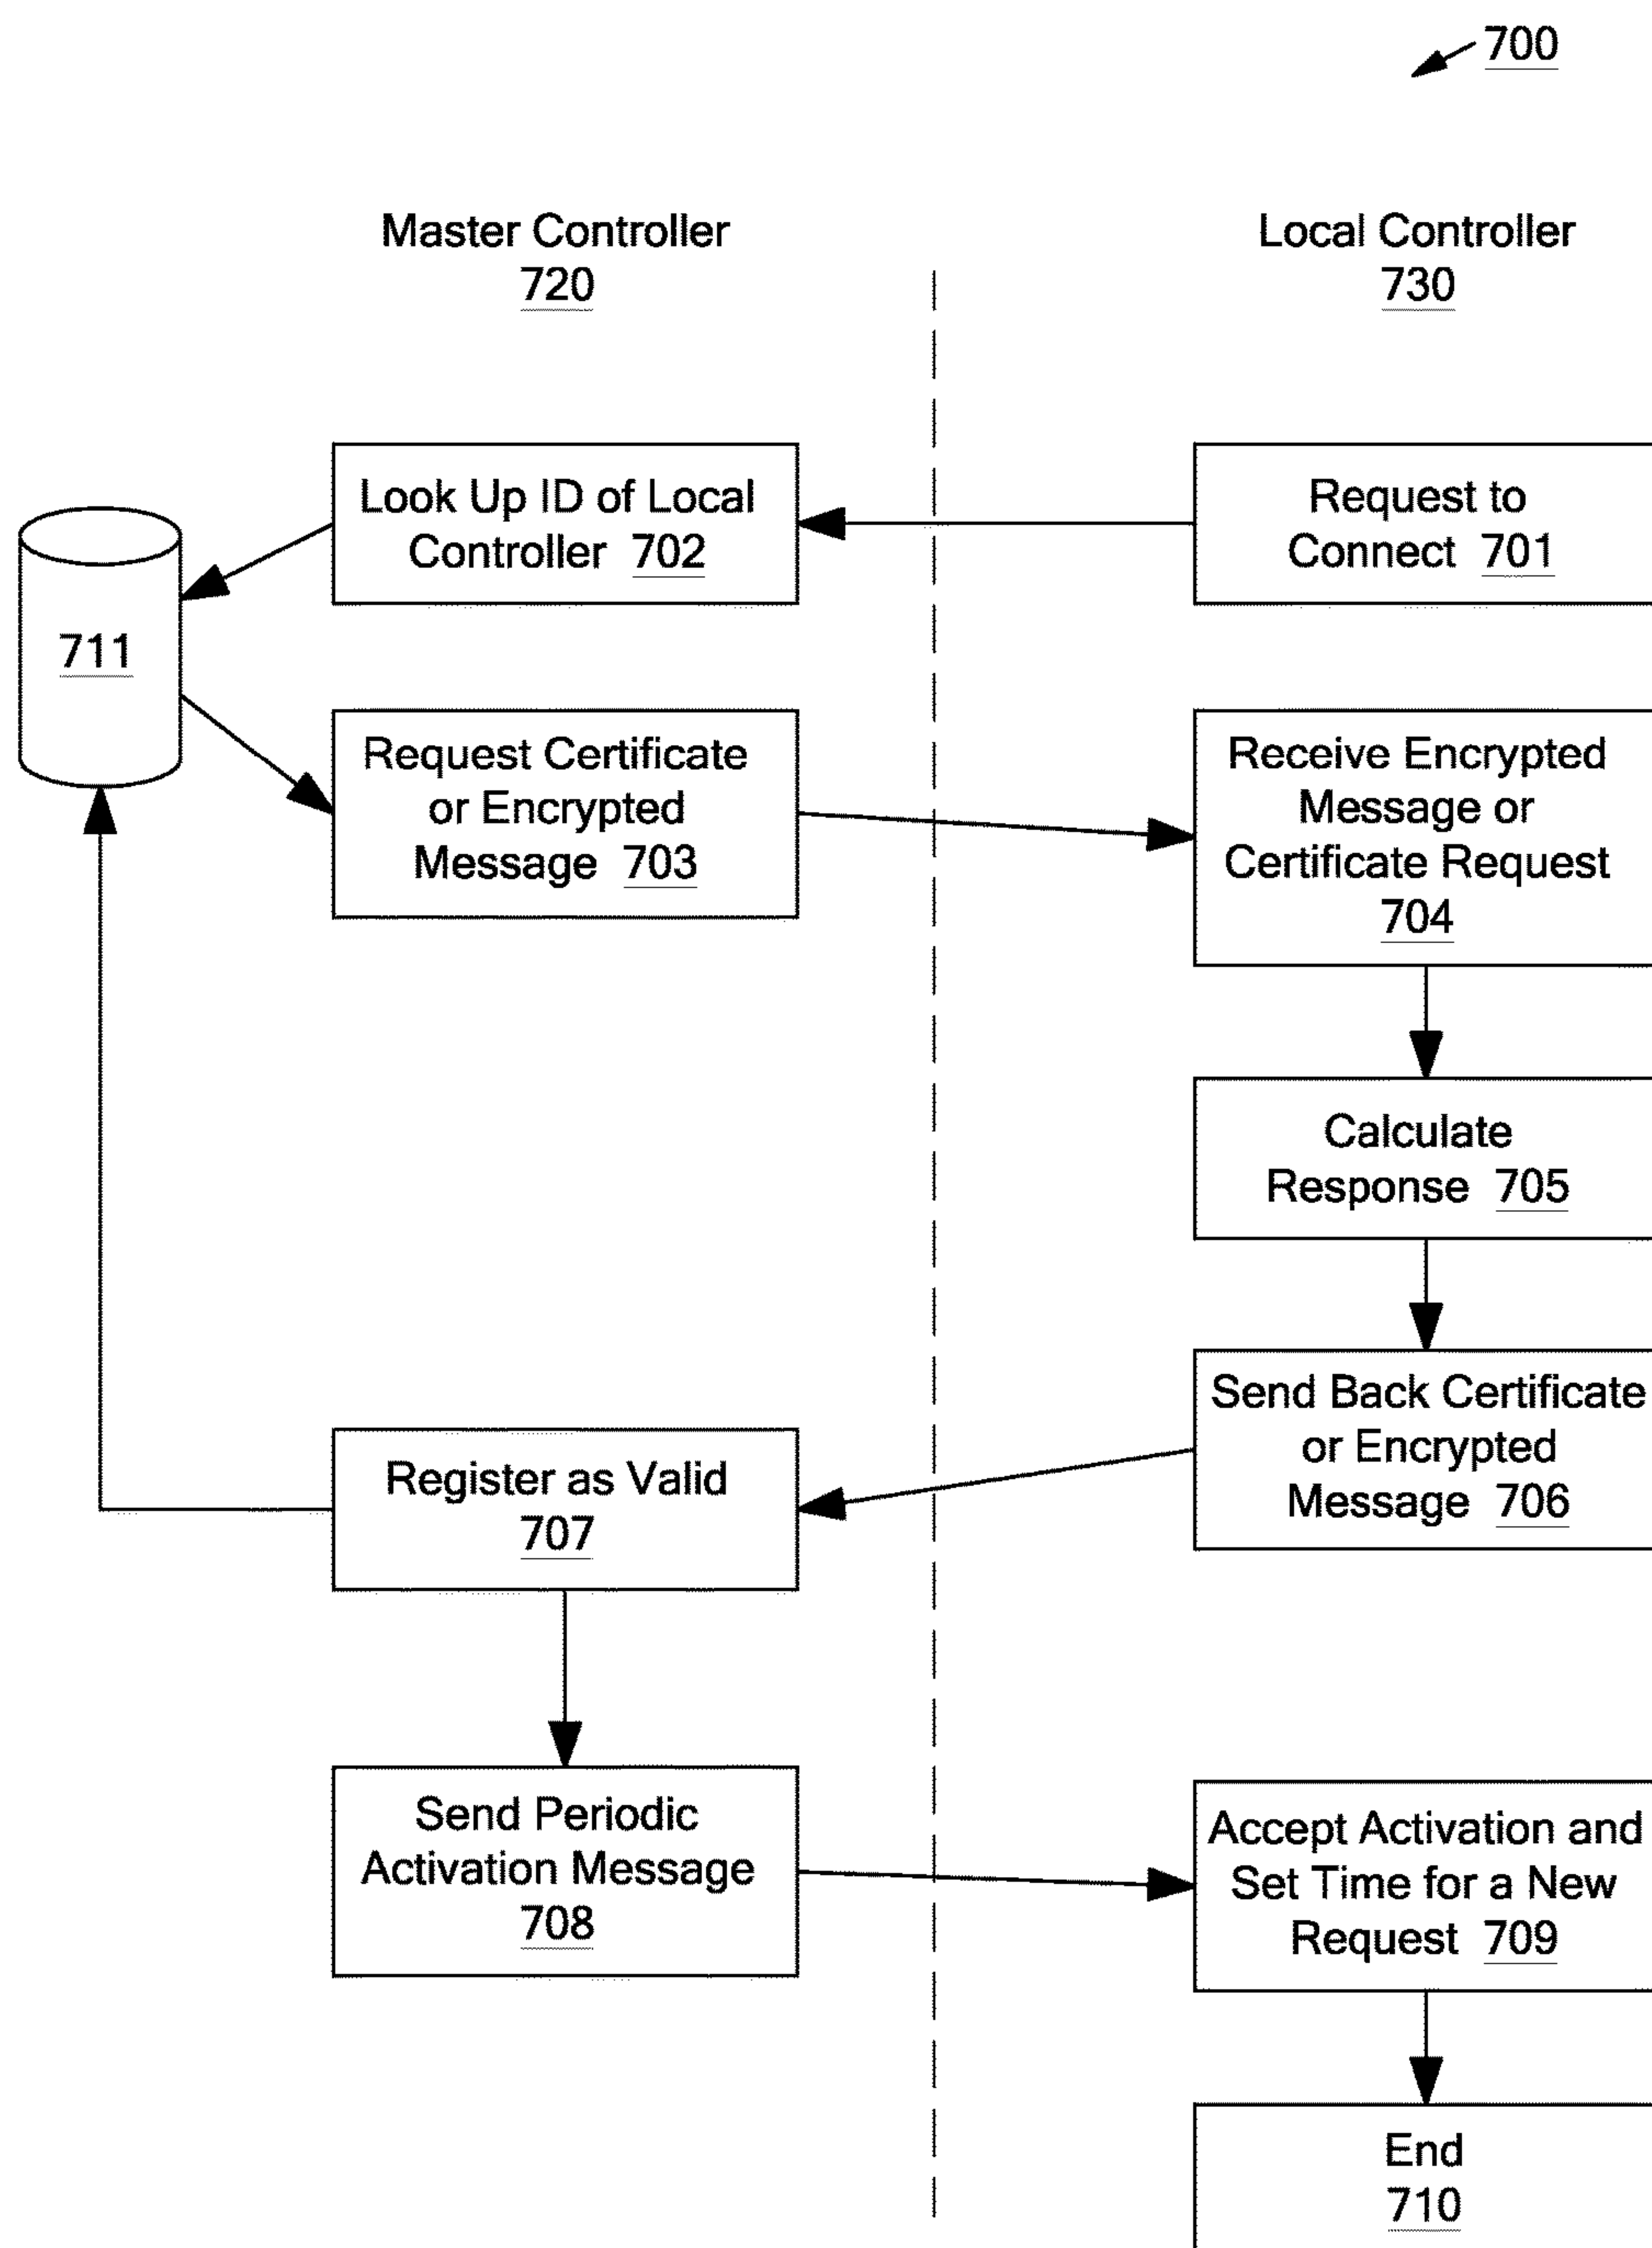 700
Master Controller
720
Local Controller
730
Look Up ID of Local
Controller 702
Request to
Connect 701
711
Request Certificate
or Encrypted
Message 703
Receive Encrypted
Message or
Certificate Request
704
Calculate
Response 705
Send Back Certificate
or Encrypted
Message 706
Register as Valid
707
Send Periodic
Activation Message
708
Accept Activation and
Set Time for a New
Request 709
End
710